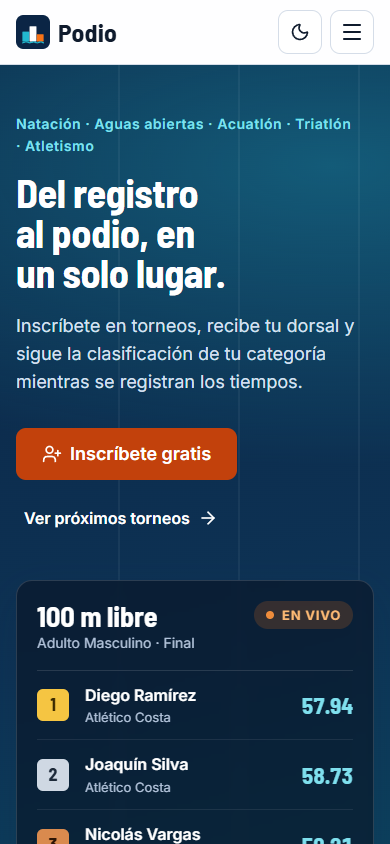 Podio
Natación · Aguas abiertas · Acuatlón · Triatlón
· Atletismo
Del registro
al podio, en
un solo lugar.
Inscríbete en torneos, recibe tu dorsal y
sigue la clasificación de tu categoría
mientras se registran los tiempos.
Inscríbete gratis
Ver próximos torneos
100 m libre
EN VIVO
Adulto Masculino · Final
1
Diego Ramírez
57.94
Atlético Costa
2
Joaquín Silva
58.73
Atlético Costa
Nicolás Vargas